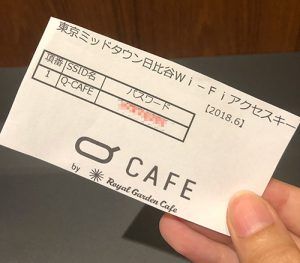 東京ミッドタウン日比谷Wi-Fiアクセスキー
【2018.6】
項番 SSID名 パスワード
1 Q-CAFE
Q CAFE
by Royal Garden Cafe